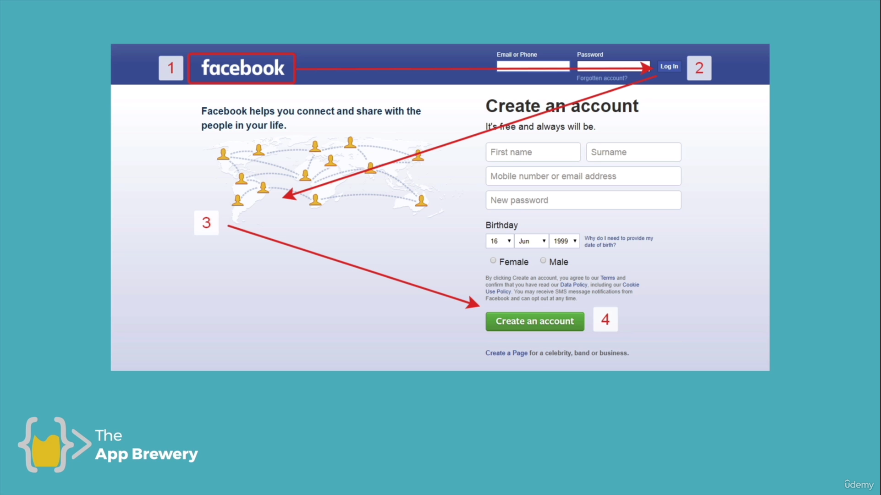 1
facebook
Email or Phone
Password
Log In
2
Forgotten account?
Facebook helps you connect and share with the
people in your life.
Create an account
It's free and always will be.
First name
Surname
Mobile number or email address
New password
3
Birthday
16 Jun 1999
Why do I need to provide my
date of birth?
Female Male
By clicking Create an account, you agree to our Terms and
confirm that you have read our Data Policy, including our Cookie
Use Policy. You may receive SMS message notifications from
Facebook and can opt out at any time.
Create an account
4
Create a Page for a celebrity, band or business.
The
App Brewery
ûdemy